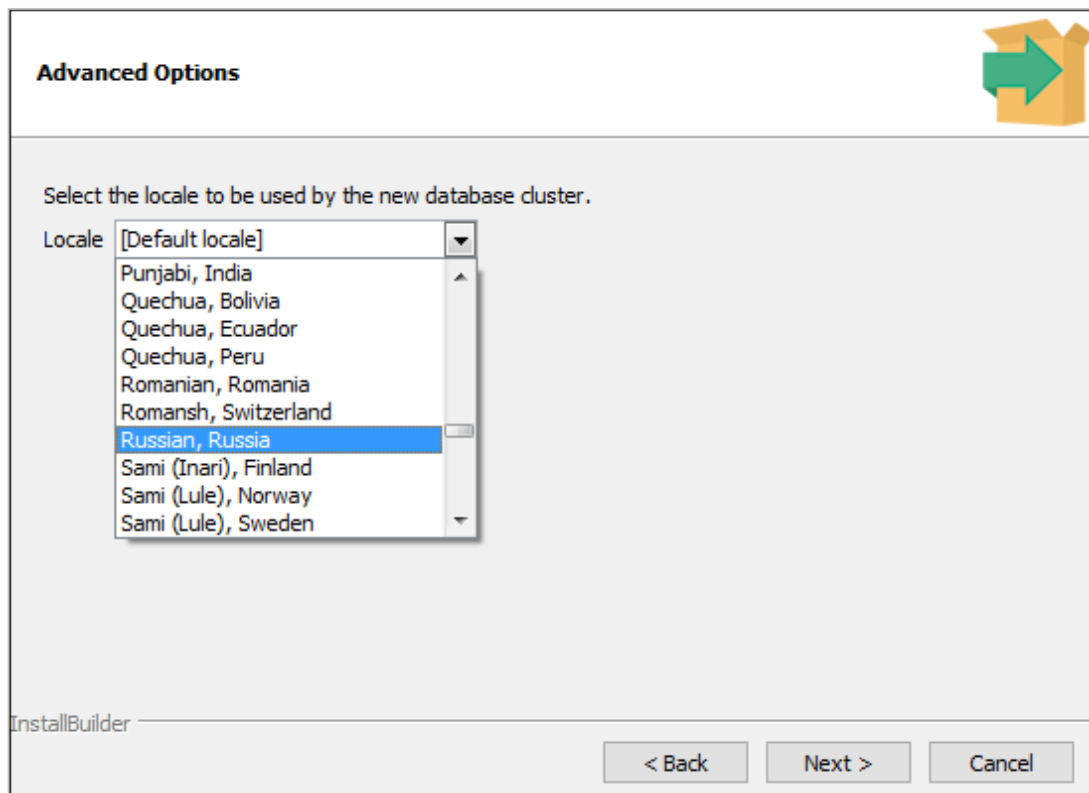 Advanced Options
Select the locale to be used by the new database cluster.
Locale [Default locale]
Punjabi, India
Quechua, Bolivia
Quechua, Ecuador
Quechua, Peru
Romanian, Romania
Romansh, Switzerland
Russian, Russia
Sami (Inari), Finland
Sami (Lule), Norway
Sami (Lule), Sweden
InstallBuilder
< Back Next > Cancel